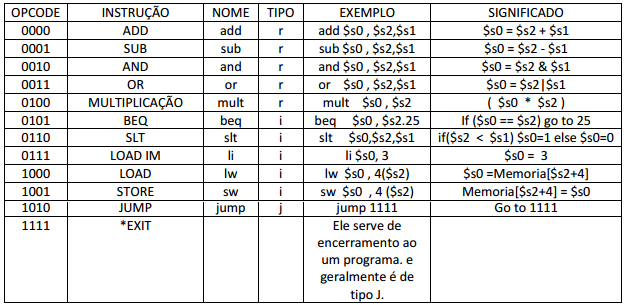 OPCODE INSTRUÇÃO NOME TIPO EXEMPLO SIGNIFICADO
0000 ADD add r add $s0 , $s2,$s1 $s0 = $s2 + $s1
0001 SUB sub r sub $s0 , $s2,$s1 $s0 = $s2 - $s1
0010 AND and r and $s0 , $s2,$s1 $s0 = $s2 & $s1
0011 OR or r or $s0 , $s2,$s1 $s0 = $s2|$s1
0100 MULTIPLICAÇÃO mult r mult $s0 , $s2 ( $s0 * $s2 )
0101 BEQ beq i beq $s0 , $s2.25 If ($s0 == $s2) go to 25
0110 SLT slt i slt $s0,$s2,$s1 if($s2 < $s1) $s0=1 else $s0=0
0111 LOAD IM li i li $s0, 3 $s0 = 3
1000 LOAD lw i lw $s0 , 4($s2) $s0 =Memoria[$s2+4]
1001 STORE sw i sw $s0 , 4 ($s2) Memoria[$s2+4] = $s0
1010 JUMP jump j jump 1111 Go to 1111
1111 *EXIT Ele serve de
encerramento ao
um programa. e
geralmente é de
tipo J.